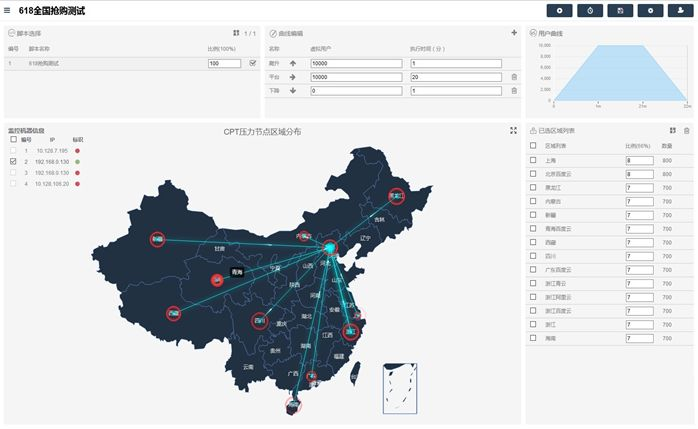 618全国抢购测试
脚本选择 1 / 1
编号 脚本名称 比例(100%)
1 618抢购测试 100
曲线编辑
名称 虚拟用户 执行时间（分）
爬升 10000 1
平台 10000 20
下降 0 1
用户曲线
10,000
8,000
6,000
4,000
2,000
0
0 1m 21m 22m
监控机器信息
编号 IP 标识
1 10.128.7.195
2 192.168.0.130
3 192.168.0.130
4 10.128.106.20
CPT压力节点区域分布
黑龙江
吉林
辽宁
内蒙古
新疆
甘肃
青海
宁夏
山西
河北
山东
陕西
河南
江苏
安徽
西藏
四川
重庆
湖北
浙江
湖南
江西
贵州
福建
云南
广西
已选区域列表
区域列表 比例(98%) 数量
上海 8 800
北京百度云 8 800
黑龙江 7 700
内蒙古 7 700
新疆 7 700
青海百度云 7 700
西藏 7 700
四川 7 700
广东百度云 7 700
浙江青云 7 700
浙江阿里云 7 700
浙江百度云 7 700
浙江 7 700
海南 7 700